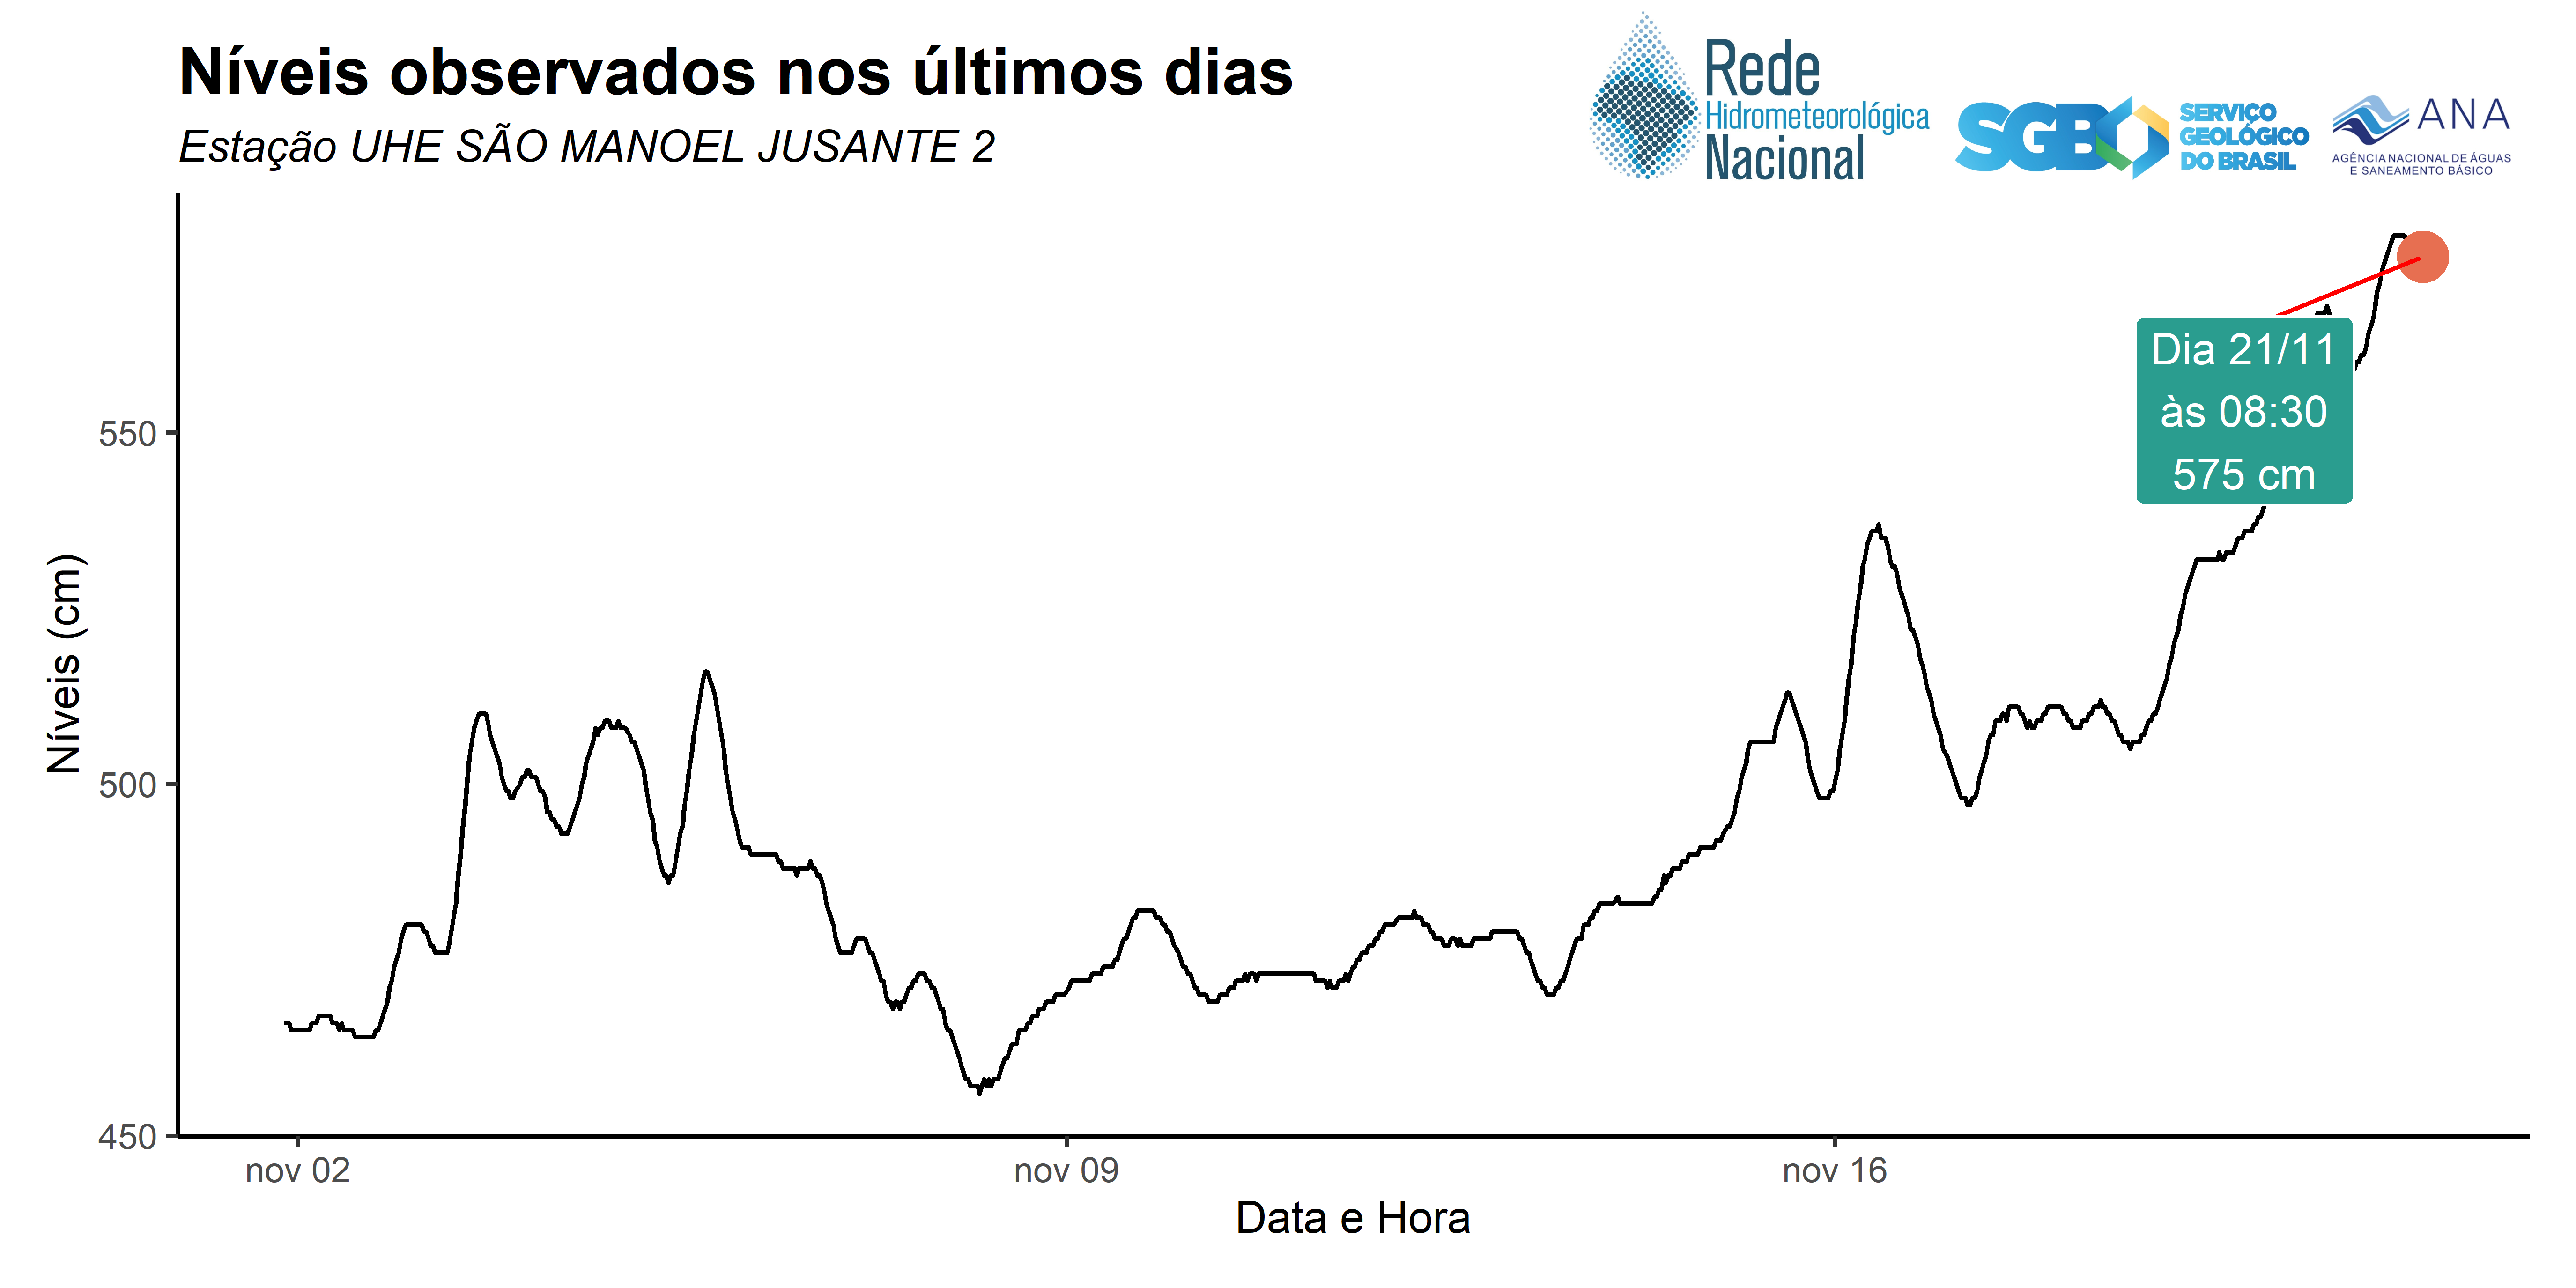 Níveis observados nos últimos dias
Estação UHE SÃO MANOEL JUSANTE 2
Rede
Hidrometeorológica
Nacional
SGB
SERVIÇO
GEOLÓGICO
DO BRASIL
ANA
AGÊNCIA NACIONAL DE ÁGUAS
E SANEAMENTO BÁSICO
Níveis (cm)
550
500
450
Dia 21/11
às 08:30
575 cm
nov 02
nov 09
nov 16
Data e Hora